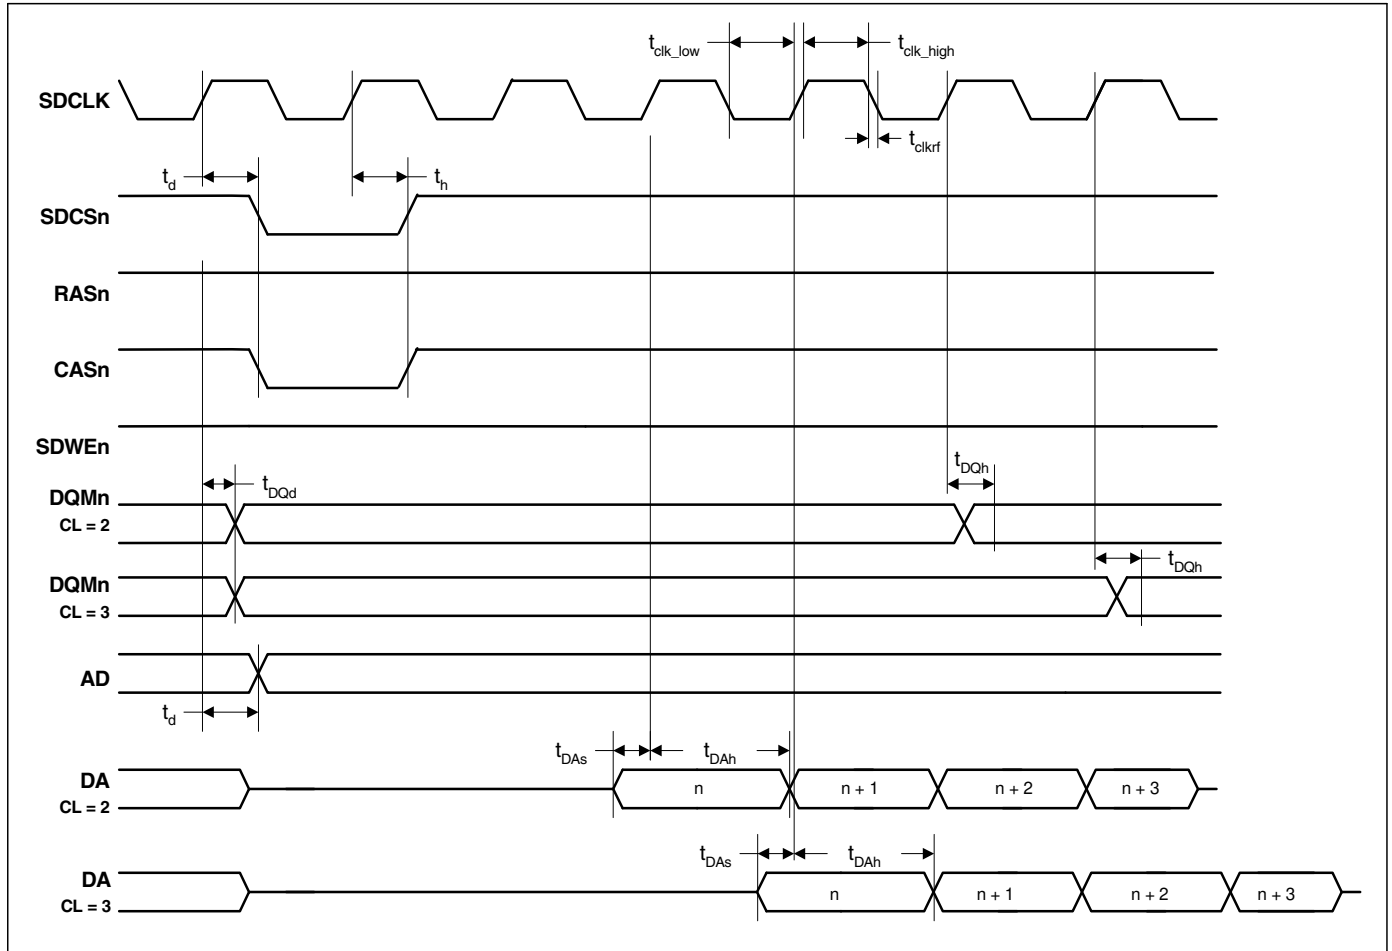 t_clk_low
t_clk_high
SDCLK
t_clkrf
t_d
t_h
SDCSn
RASn
CASn
SDWEn
t_DQd
t_DQh
DQMn
CL = 2
t_DQh
DQMn
CL = 3
AD
t_d
t_DAs
t_DAh
DA
CL = 2
n
n + 1
n + 2
n + 3
t_DAs
t_DAh
DA
CL = 3
n
n + 1
n + 2
n + 3